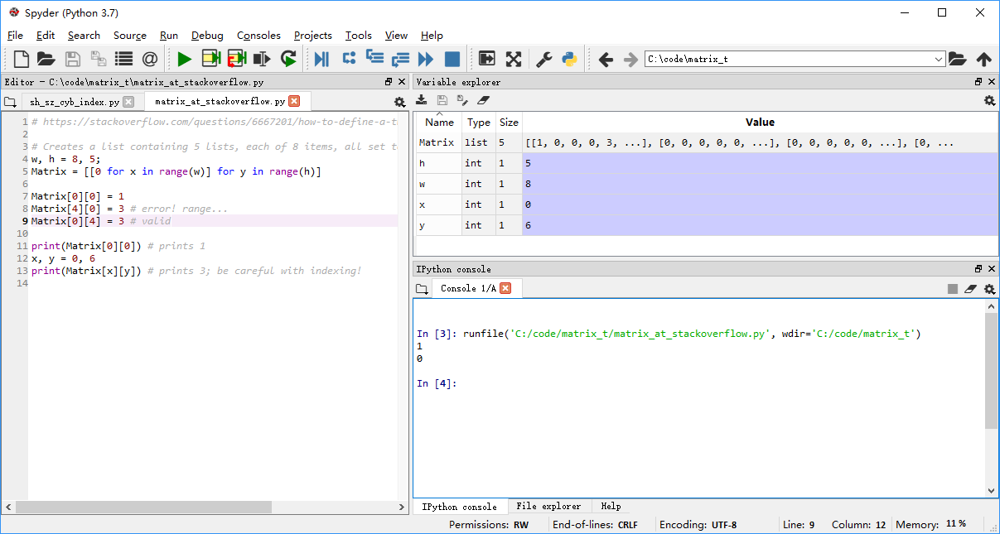 Spyder (Python 3.7)
File Edit Search Source Run Debug Consoles Projects Tools View Help
C:\code\matrix_t
Editor - C:\code\matrix_t\matrix_at_stackoverflow.py
sh_sz_cyb_index.py matrix_at_stackoverflow.py
1 # https://stackoverflow.com/questions/6667201/how-to-define-a-t
2
3 # Creates a list containing 5 lists, each of 8 items, all set t
4 w, h = 8, 5;
5 Matrix = [[0 for x in range(w)] for y in range(h)]
6
7 Matrix[0][0] = 1
8 Matrix[4][0] = 3 # error! range...
9 Matrix[0][4] = 3 # valid
10
11 print(Matrix[0][0]) # prints 1
12 x, y = 0, 6
13 print(Matrix[x][y]) # prints 3; be careful with indexing!
14
Variable explorer
Name Type Size Value
Matrix list 5 [[1, 0, 0, 0, 3, ...], [0, 0, 0, 0, 0, ...], [0, 0, 0, 0, 0, ...], [0, ...
h int 1 5
w int 1 8
x int 1 0
y int 1 6
IPython console
Console 1/A
In [3]: runfile('C:/code/matrix_t/matrix_at_stackoverflow.py', wdir='C:/code/matrix_t')
1
0
In [4]:
IPython console File explorer Help
Permissions: RW End-of-lines: CRLF Encoding: UTF-8 Line: 9 Column: 12 Memory: 11 %